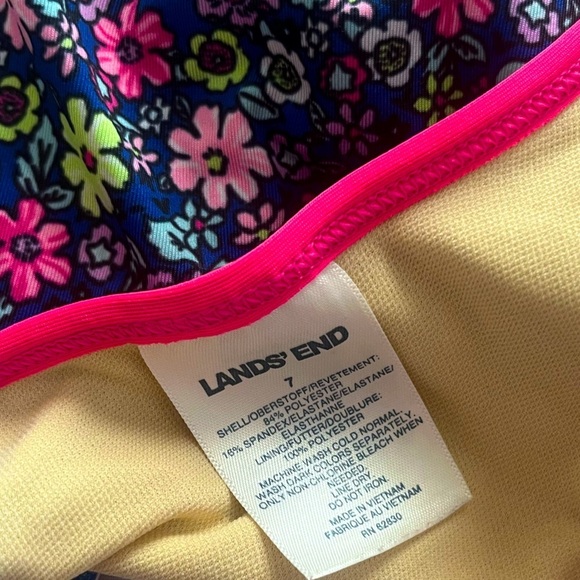 LANDS' END
7
SHELL/OBERSTOFF/REVETEMENT:
84% POLYESTER
16% SPANDEX/ELASTANE/ELASTANE/
ELASTHANNE
LINING/FUTTER/DOUBLURE:
100% POLYESTER
MACHINE WASH COLD NORMAL.
WASH DARK COLORS SEPARATELY.
ONLY NON-CHLORINE BLEACH WHEN
NEEDED.
LINE DRY.
DO NOT IRON.
MADE IN VIETNAM
FABRIQUE AU VIETNAM
RN 62830